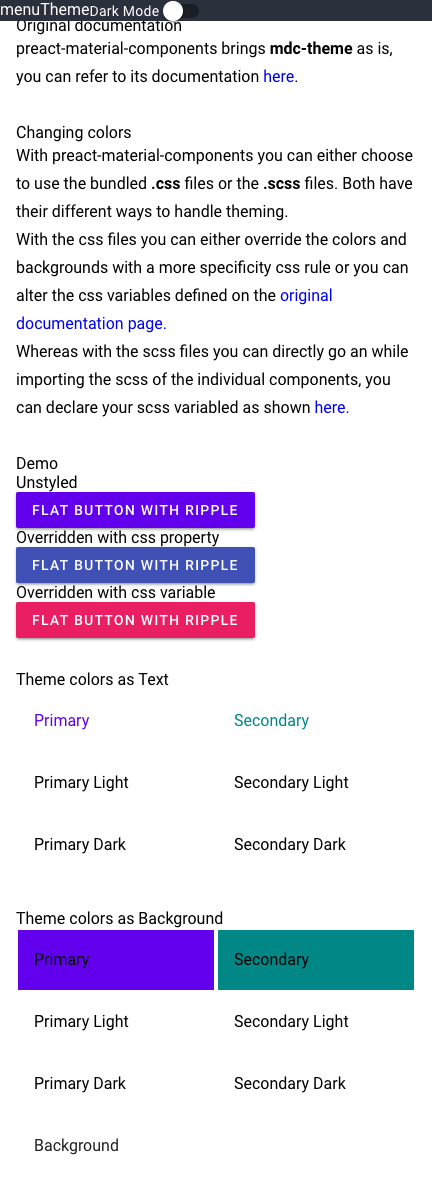 menuThemeDark Mode
Original documentation
preact-material-components brings mdc-theme as is,
you can refer to its documentation here.
Changing colors
With preact-material-components you can either choose
to use the bundled .css files or the .scss files. Both have
their different ways to handle theming.
With the css files you can either override the colors and
backgrounds with a more specificity css rule or you can
alter the css variables defined on the original
documentation page.
Whereas with the scss files you can directly go an while
importing the scss of the individual components, you
can declare your scss variabled as shown here.
Demo
Unstyled
FLAT BUTTON WITH RIPPLE
Overridden with css property
FLAT BUTTON WITH RIPPLE
Overridden with css variable
FLAT BUTTON WITH RIPPLE
Theme colors as Text
Primary Secondary
Primary Light Secondary Light
Primary Dark Secondary Dark
Theme colors as Background
Primary Secondary
Primary Light Secondary Light
Primary Dark Secondary Dark
Background